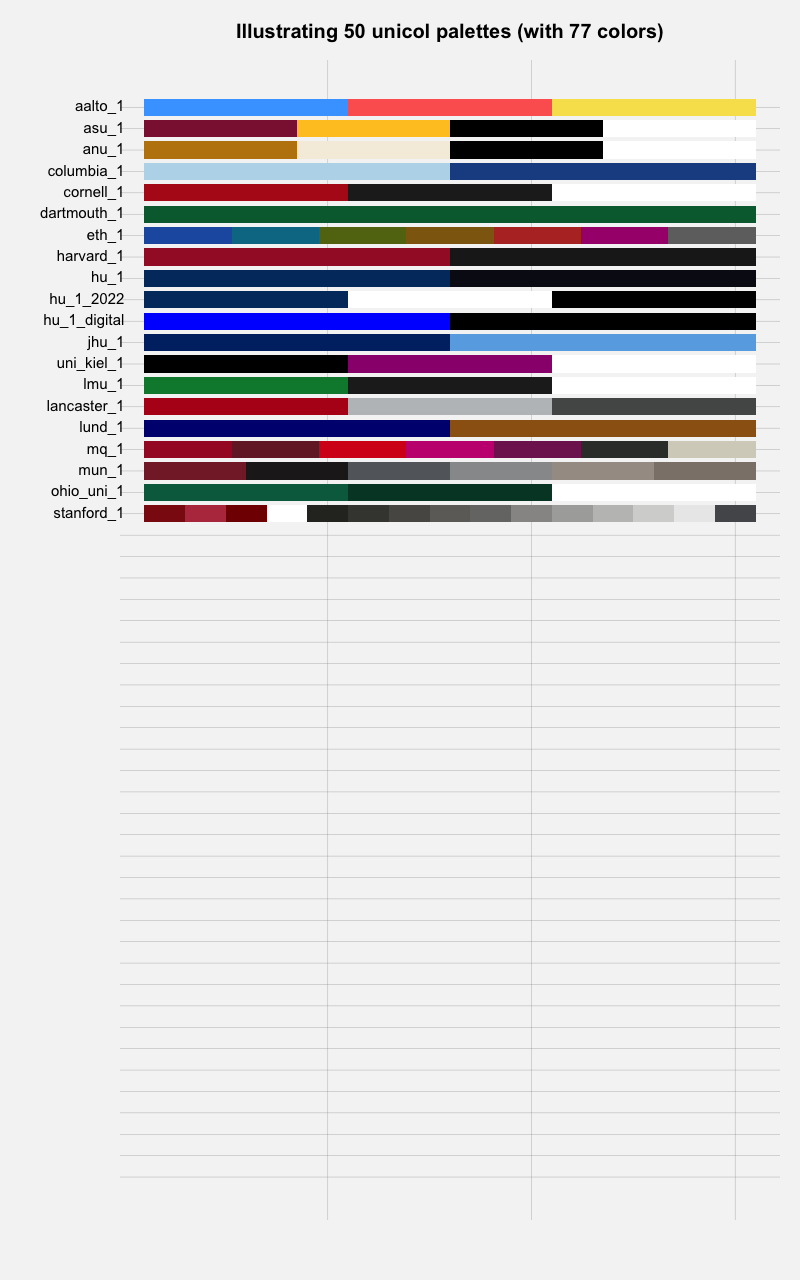 Illustrating 50 unicol palettes (with 77 colors)
aalto_1
asu_1
anu_1
columbia_1
cornell_1
dartmouth_1
eth_1
harvard_1
hu_1
hu_1_2022
hu_1_digital
jhu_1
uni_kiel_1
lmu_1
lancaster_1
lund_1
mq_1
mun_1
ohio_uni_1
stanford_1